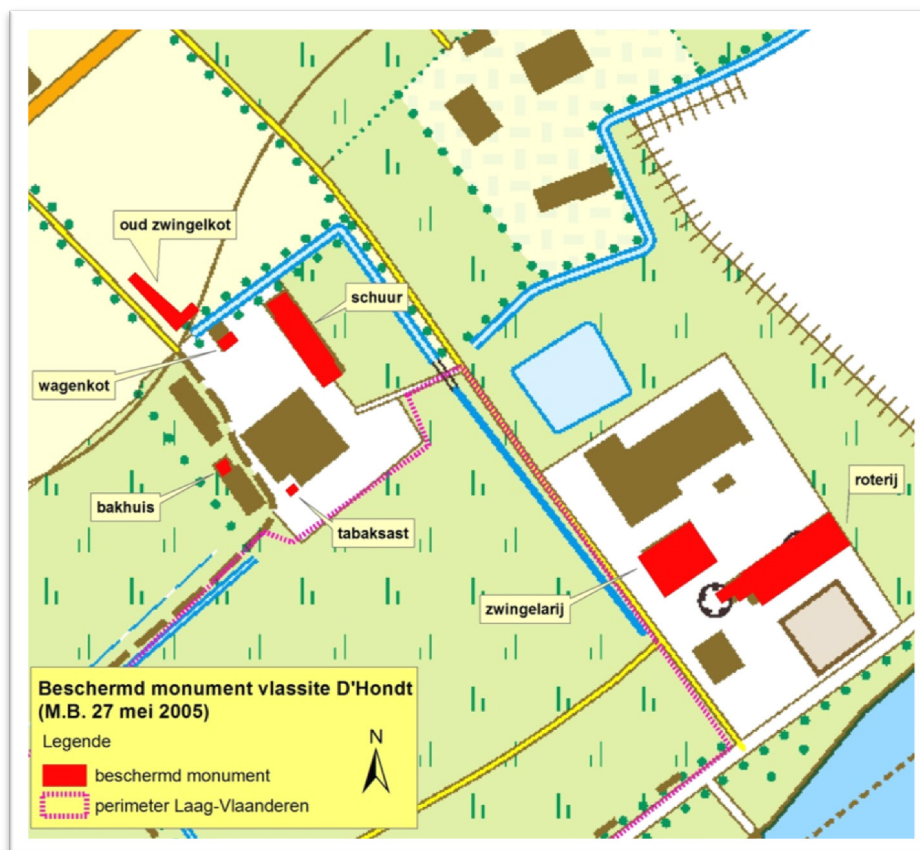 oud zwingelkot
schuur
wagenkot
roterij
bakhuis
tabaksast
zwingelarij
Beschermd monument vlassite D'Hondt
(M.B. 27 mei 2005)
Legende
N
beschermd monument
perimeter Laag-Vlaanderen